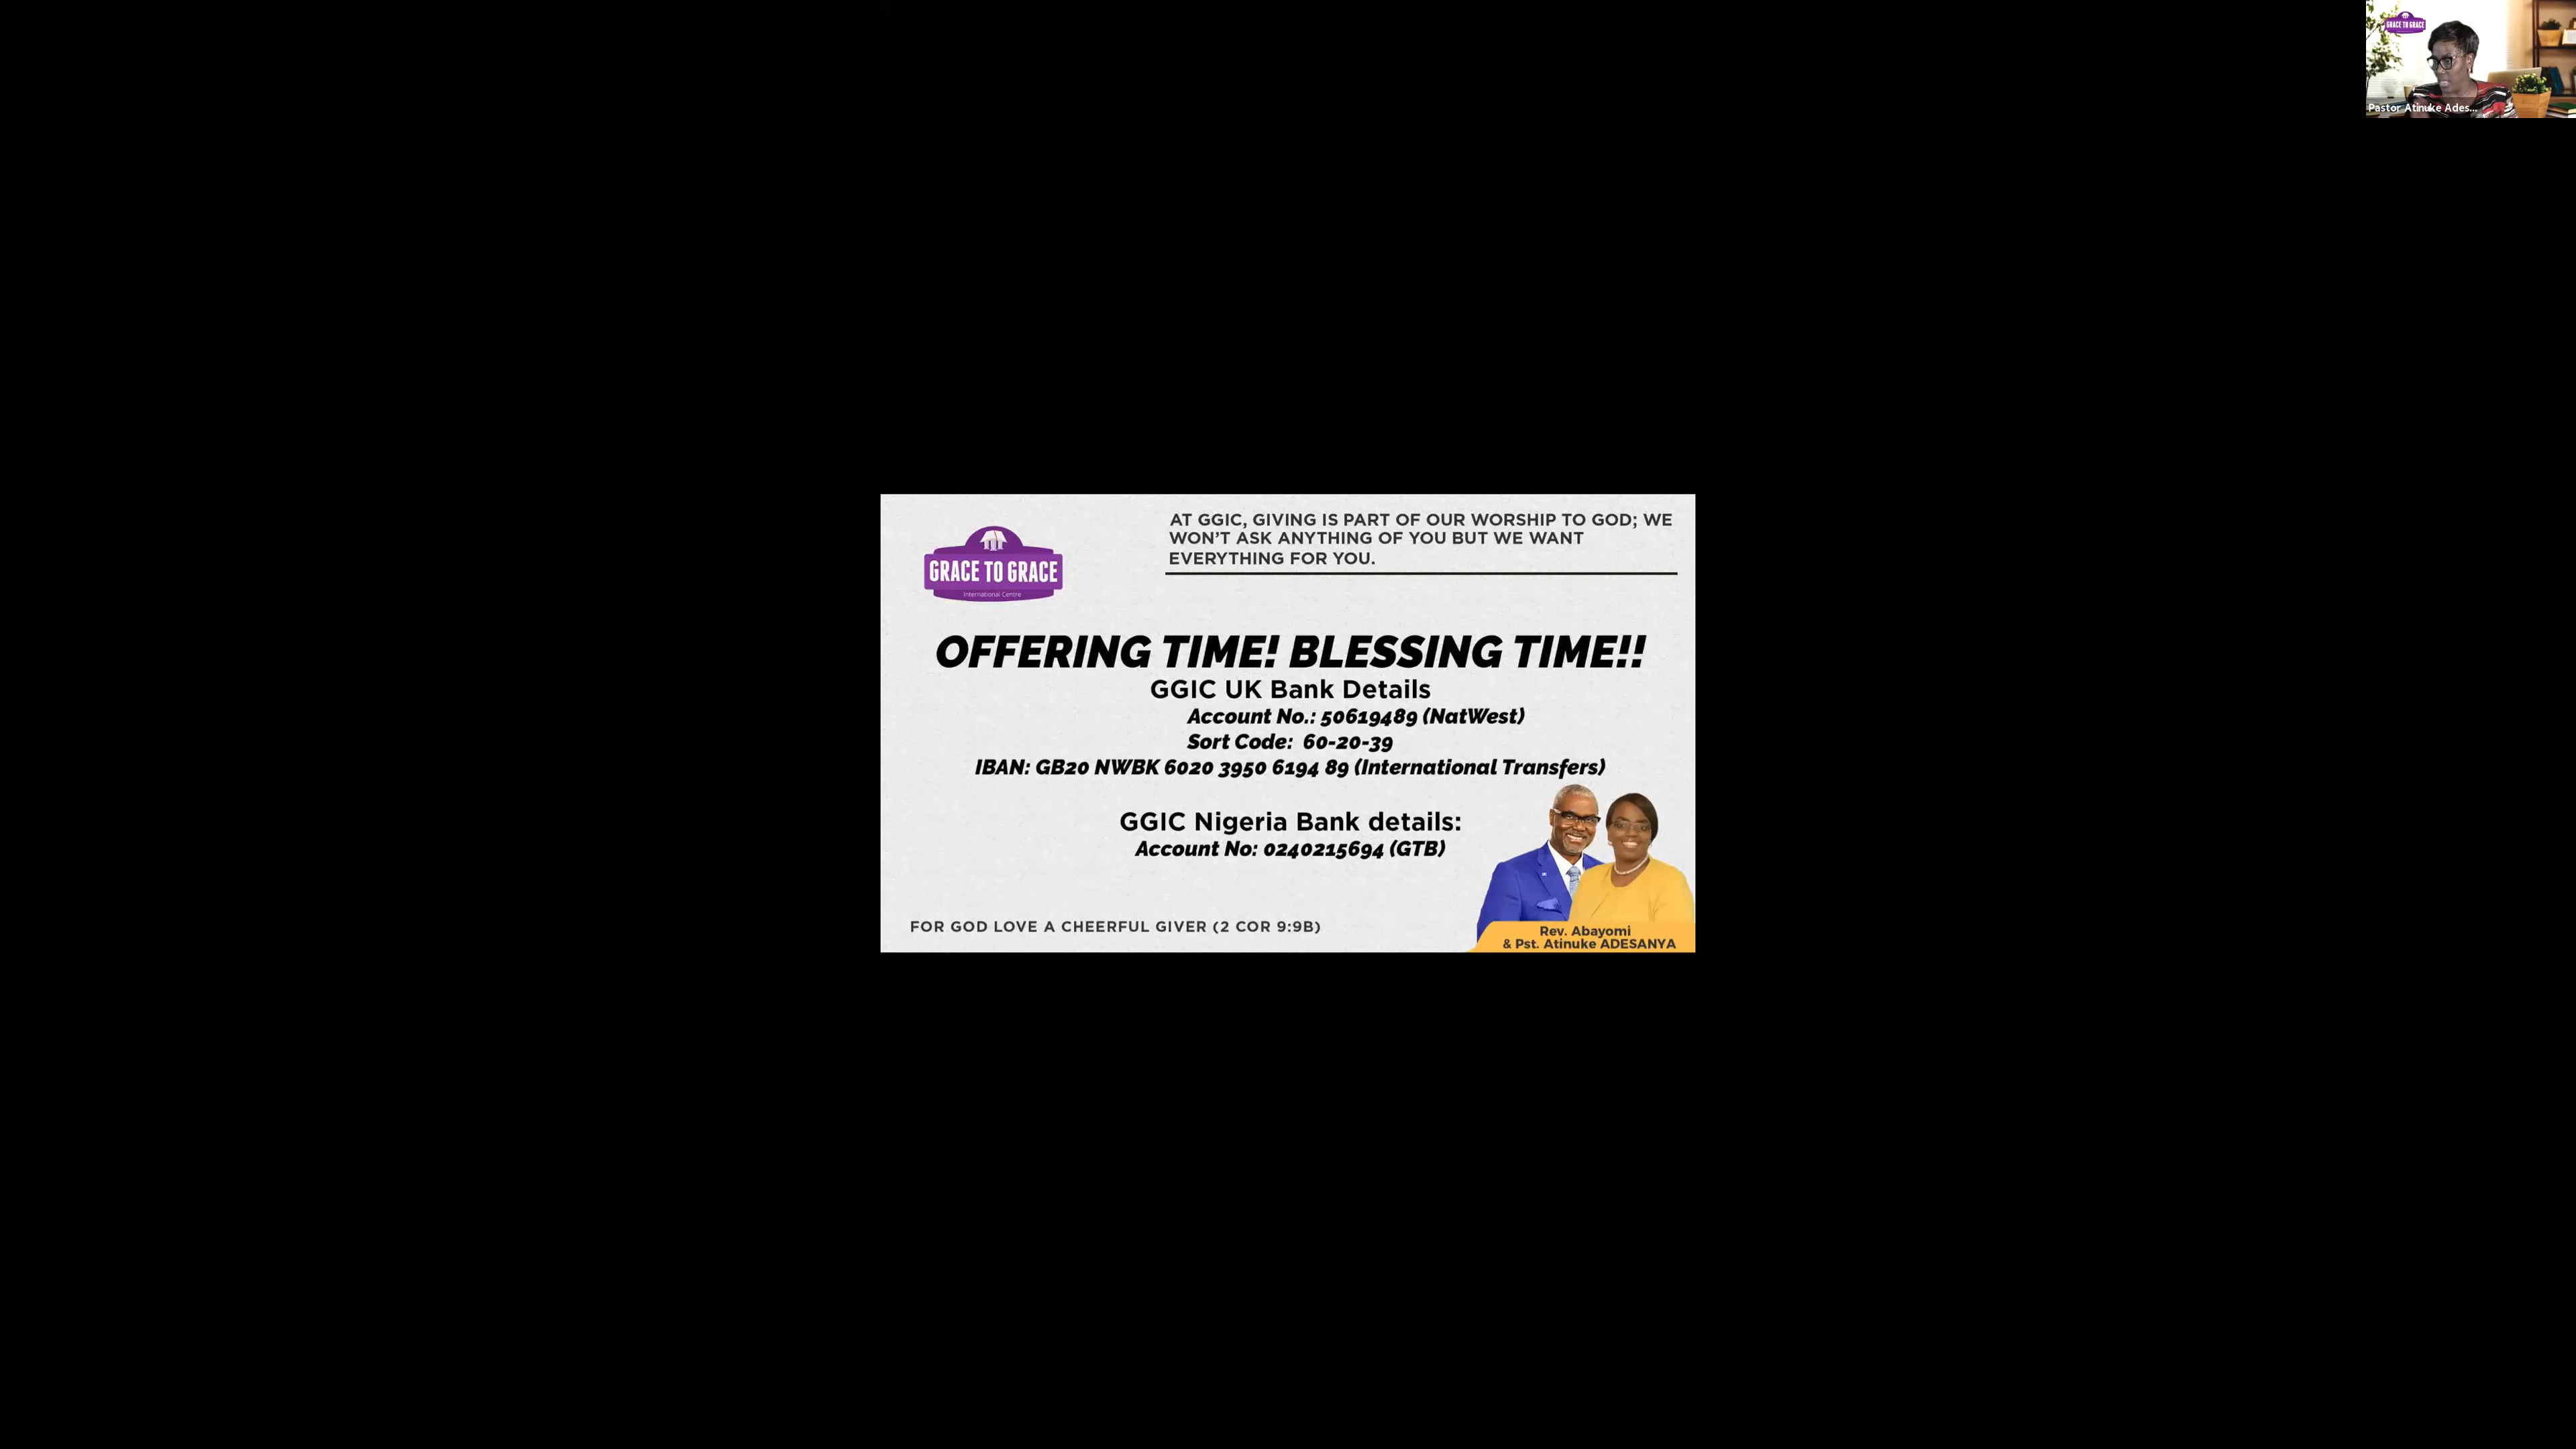 GRACE TO GRACE
Pastor Atinuke Ades...
AT GGIC, GIVING IS PART OF OUR WORSHIP TO GOD; WE
WON'T ASK ANYTHING OF YOU BUT WE WANT
EVERYTHING FOR YOU.
GRACE TO GRACE
International Centre
OFFERING TIME! BLESSING TIME!!
GGIC UK Bank Details
Account No.: 50619489 (NatWest)
Sort Code: 60-20-39
IBAN: GB20 NWBK 6020 3950 6194 89 (International Transfers)
GGIC Nigeria Bank details:
Account No: 0240215694 (GTB)
FOR GOD LOVE A CHEERFUL GIVER (2 COR 9:9B)
Rev. Abayomi
& Pst. Atinuke ADESANYA